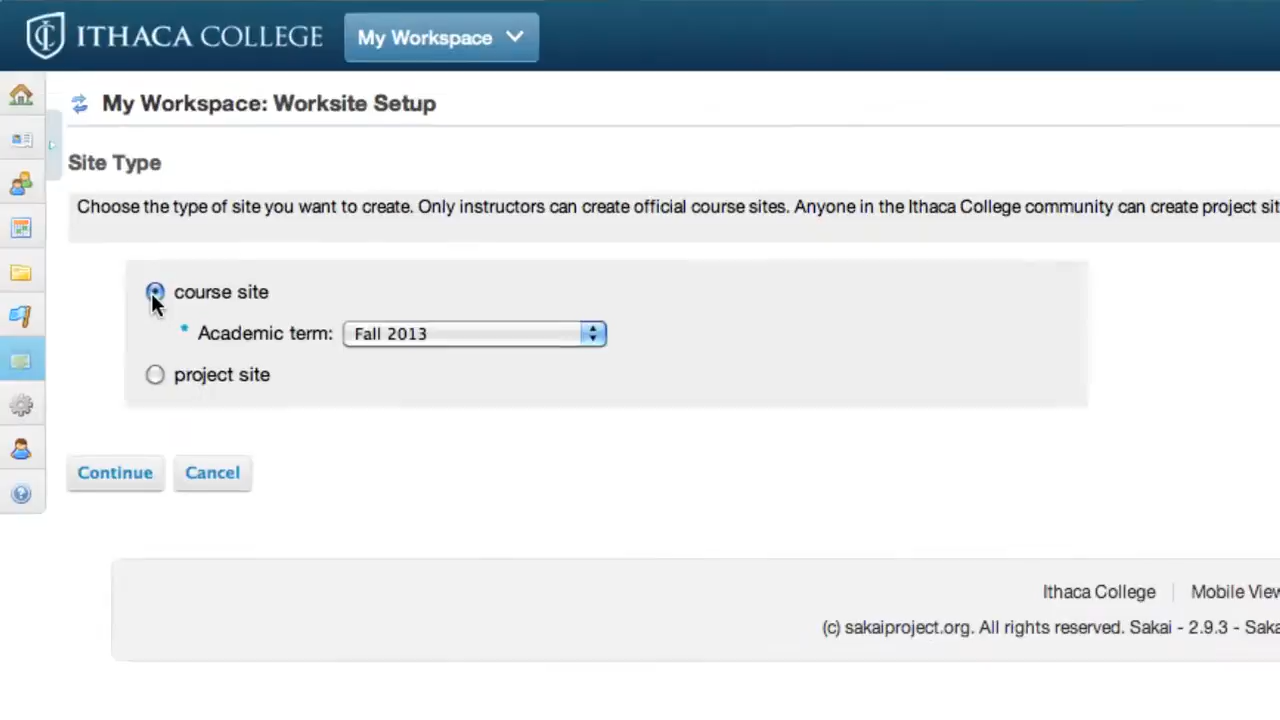 ITHACA COLLEGE
My Workspace
My Workspace: Worksite Setup
Site Type
Choose the type of site you want to create. Only instructors can create official course sites. Anyone in the Ithaca College community can create project sit
course site
* Academic term: Fall 2013
project site
Continue Cancel
Ithaca College | Mobile View
(c) sakaiproject.org. All rights reserved. Sakai - 2.9.3 - Saka